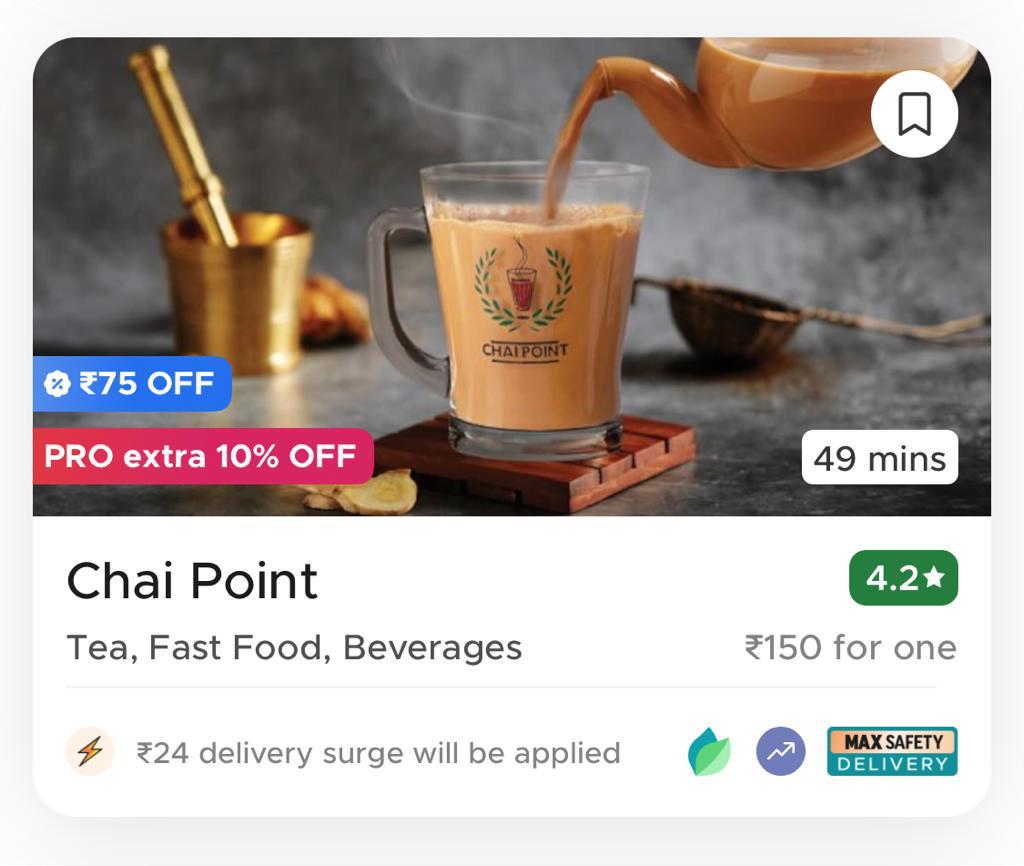 CHAI POINT
₹75 OFF
PRO extra 10% OFF
49 mins
Chai Point
4.2★
Tea, Fast Food, Beverages
₹150 for one
₹24 delivery surge will be applied
MAX SAFETY
DELIVERY